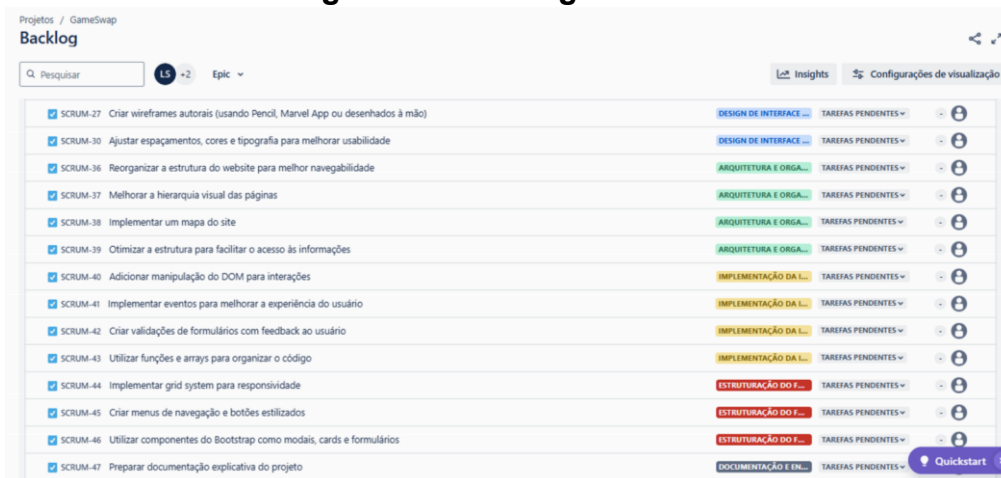 Projetos / GameSwap
Backlog
Pesquisar LS +2 Epic Insights Configurações de visualização
SCRUM-27 Criar wireframes autorais (usando Pencil, Marvel App ou desenhados à mão) DESIGN DE INTERFACE ... TAREFAS PENDENTES -
SCRUM-30 Ajustar espaçamentos, cores e tipografia para melhorar usabilidade DESIGN DE INTERFACE ... TAREFAS PENDENTES -
SCRUM-36 Reorganizar a estrutura do website para melhor navegabilidade ARQUITETURA E ORGA... TAREFAS PENDENTES -
SCRUM-37 Melhorar a hierarquia visual das páginas ARQUITETURA E ORGA... TAREFAS PENDENTES -
SCRUM-38 Implementar um mapa do site ARQUITETURA E ORGA... TAREFAS PENDENTES -
SCRUM-39 Otimizar a estrutura para facilitar o acesso às informações ARQUITETURA E ORGA... TAREFAS PENDENTES -
SCRUM-40 Adicionar manipulação do DOM para interações IMPLEMENTAÇÃO DA I... TAREFAS PENDENTES -
SCRUM-41 Implementar eventos para melhorar a experiência do usuário IMPLEMENTAÇÃO DA I... TAREFAS PENDENTES -
SCRUM-42 Criar validações de formulários com feedback ao usuário IMPLEMENTAÇÃO DA I... TAREFAS PENDENTES -
SCRUM-43 Utilizar funções e arrays para organizar o código IMPLEMENTAÇÃO DA I... TAREFAS PENDENTES -
SCRUM-44 Implementar grid system para responsividade ESTRUTURAÇÃO DO F... TAREFAS PENDENTES -
SCRUM-45 Criar menus de navegação e botões estilizados ESTRUTURAÇÃO DO F... TAREFAS PENDENTES -
SCRUM-46 Utilizar componentes do Bootstrap como modais, cards e formulários ESTRUTURAÇÃO DO F... TAREFAS PENDENTES -
SCRUM-47 Preparar documentação explicativa do projeto DOCUMENTAÇÃO E EN... TAREFAS PENDENTES
Quickstart